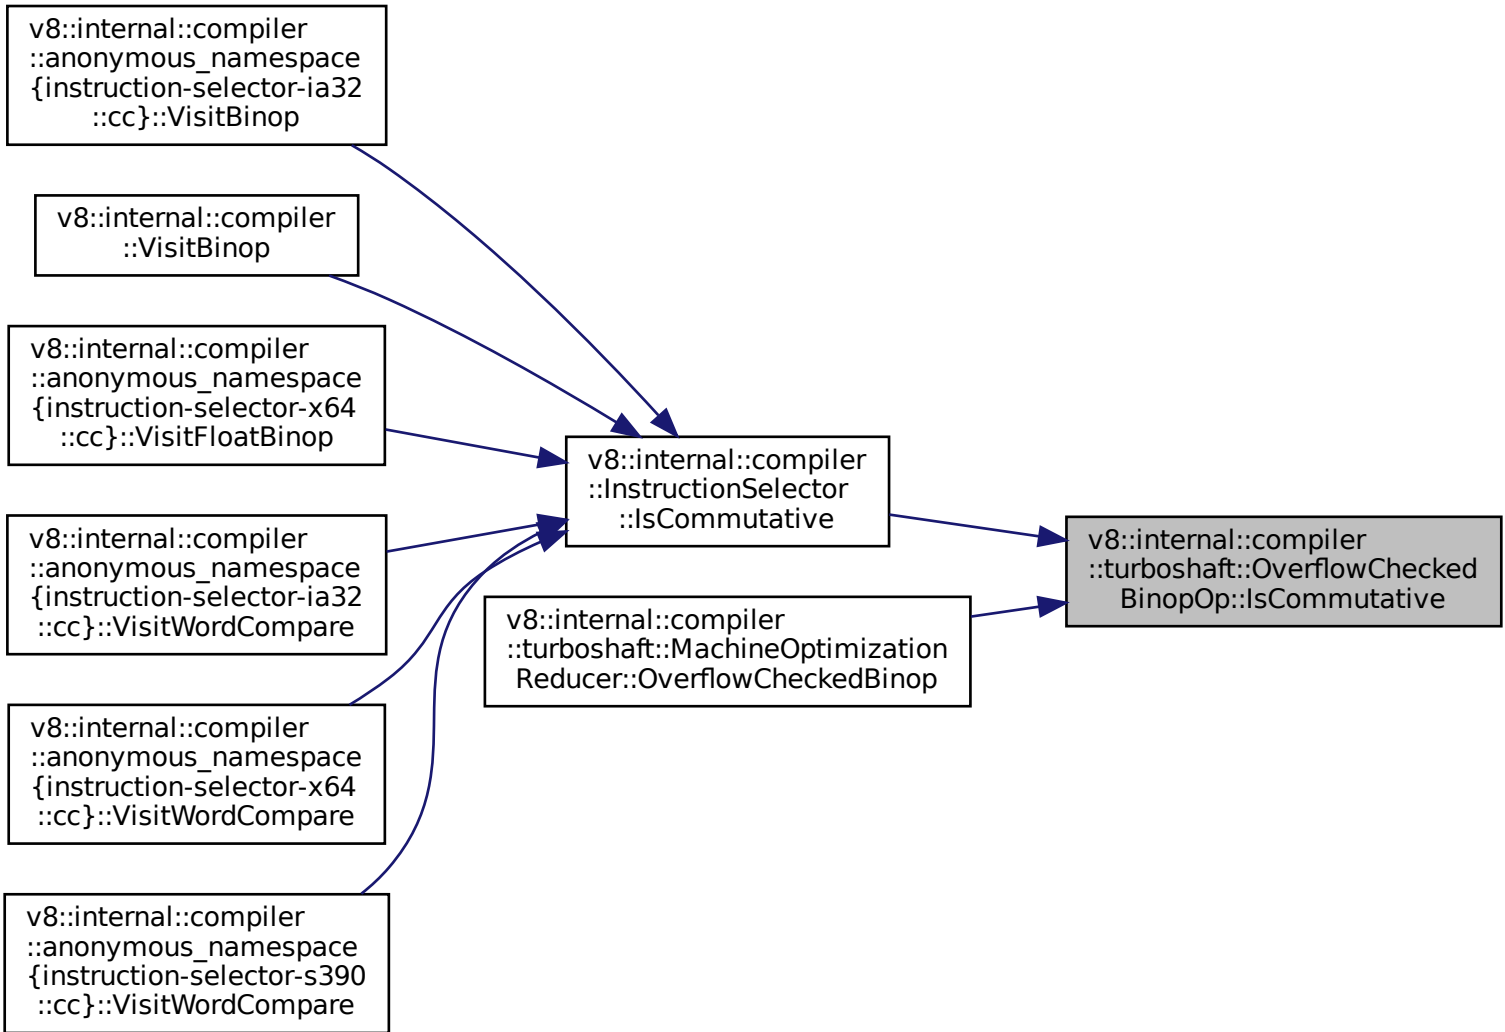 v8::internal::compiler
::anonymous_namespace
{instruction-selector-ia32
::cc}::VisitBinop
v8::internal::compiler
::VisitBinop
v8::internal::compiler
::anonymous_namespace
{instruction-selector-x64
::cc}::VisitFloatBinop
v8::internal::compiler
::anonymous_namespace
{instruction-selector-ia32
::cc}::VisitWordCompare
v8::internal::compiler
::anonymous_namespace
{instruction-selector-x64
::cc}::VisitWordCompare
v8::internal::compiler
::anonymous_namespace
{instruction-selector-s390
::cc}::VisitWordCompare
v8::internal::compiler
::InstructionSelector
::IsCommutative
v8::internal::compiler
::turboshaft::MachineOptimization
Reducer::OverflowCheckedBinop
v8::internal::compiler
::turboshaft::OverflowChecked
BinopOp::IsCommutative